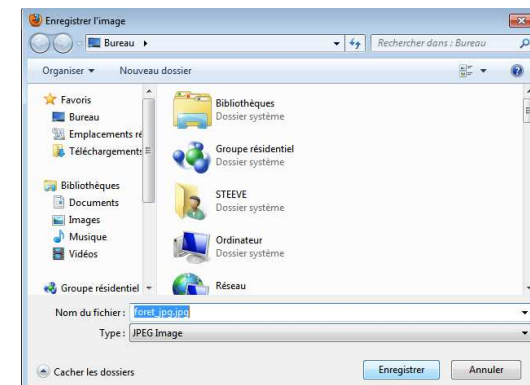 Enregistrer l'image
Bureau
Rechercher dans : Bureau
Organiser
Nouveau dossier
Favoris
Bureau
Emplacements ré
Téléchargements
Bibliothèques
Documents
Images
Musique
Vidéos
Groupe résidentiel
Bibliothèques
Dossier système
Groupe résidentiel
Dossier système
STEEVE
Dossier système
Ordinateur
Dossier système
Réseau
Nom du fichier : foret_jpg.jpg
Type : JPEG Image
Cacher les dossiers
Enregistrer
Annuler